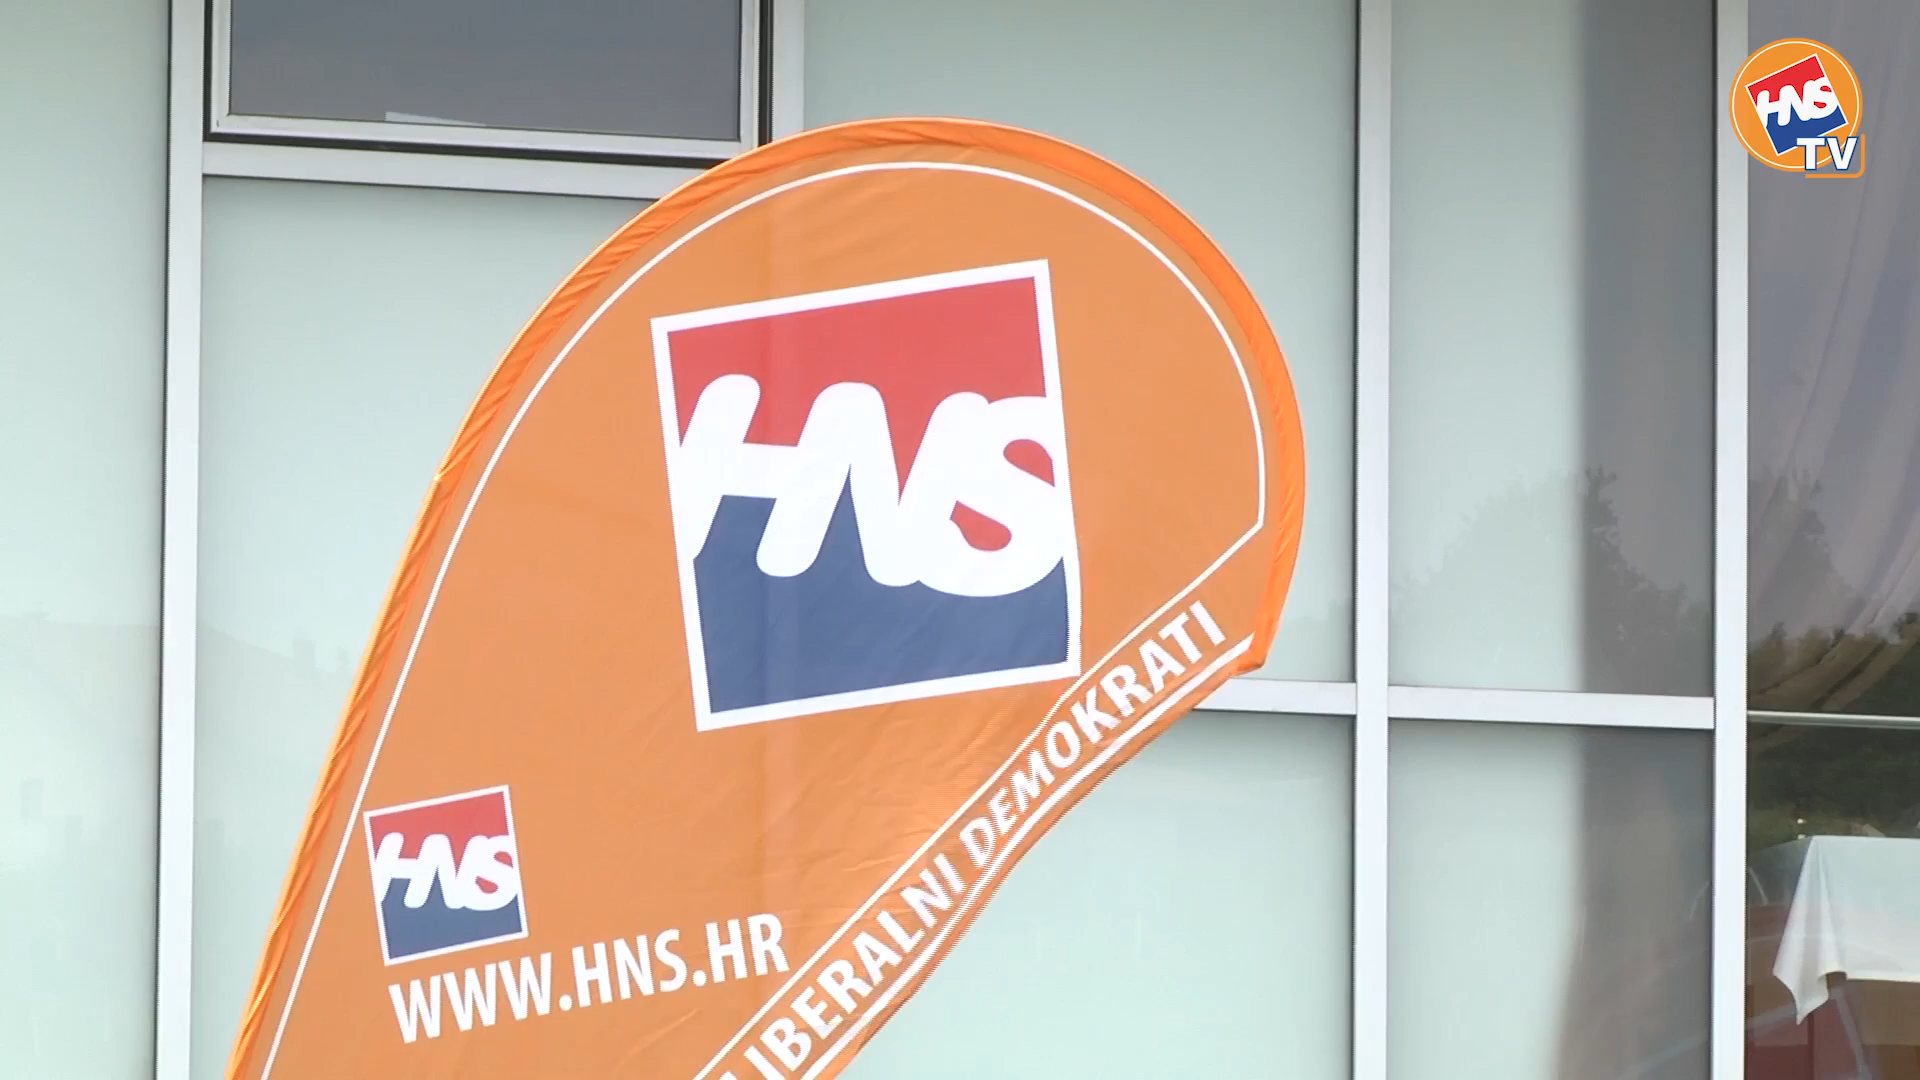 HNS
TV
HNS
HNS
WWW.HNS.HR
LIBERALNI DEMOKRATI